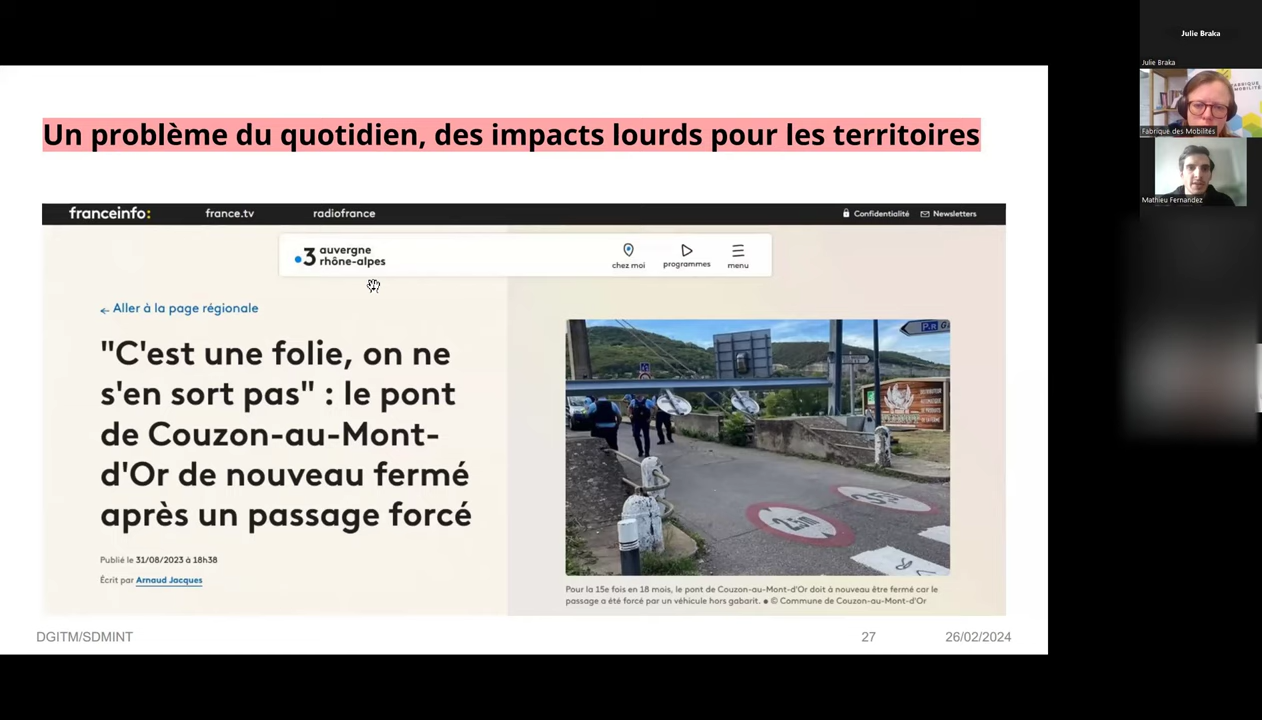 Julie Braka
Julie Braka
Fabrique des Mobilités
Mathieu Fernandez
Un problème du quotidien, des impacts lourds pour les territoires
franceinfo:
france.tv
radiofrance
Confidentialité
Newsletters
3 auvergne
rhône-alpes
chez moi
programmes
menu
← Aller à la page régionale
"C'est une folie, on ne
s'en sort pas" : le pont
de Couzon-au-Mont-
d'Or de nouveau fermé
après un passage forcé
Publié le 31/08/2023 à 18h38
Écrit par Arnaud Jacques
P.R
2.5m
3.5t
Pour la 15e fois en 18 mois, le pont de Couzon-au-Mont-d'Or doit à nouveau être fermé car le
passage a été forcé par un véhicule hors gabarit. • © Commune de Couzon-au-Mont-d'Or
DGITM/SDMINT
27
26/02/2024